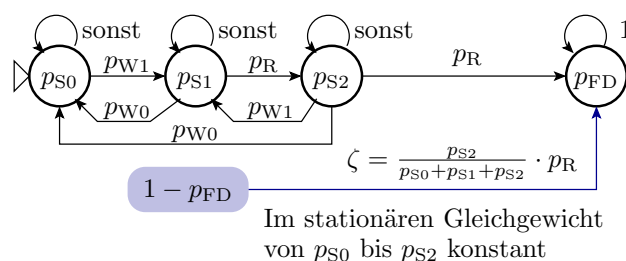 sonst sonst sonst 1
p_S0 p_W1 p_S1 p_R p_S2 p_R p_FD
p_W0 p_W1
p_W0
ζ = p_S2 / (p_S0+p_S1+p_S2) · p_R
1 − p_FD
Im stationären Gleichgewicht
von p_S0 bis p_S2 konstant